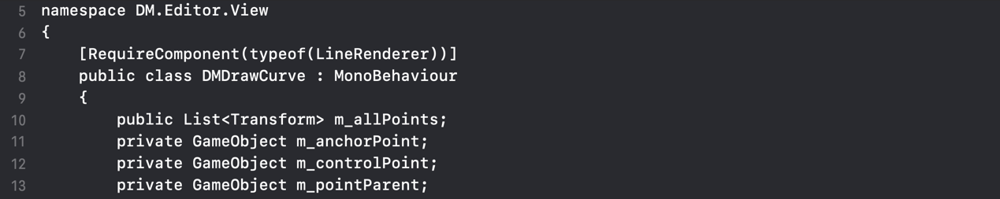 5 namespace DM.Editor.View
6 {
7     [RequireComponent(typeof(LineRenderer))]
8     public class DMDrawCurve : MonoBehaviour
9     {
10         public List<Transform> m_allPoints;
11         private GameObject m_anchorPoint;
12         private GameObject m_controlPoint;
13         private GameObject m_pointParent;